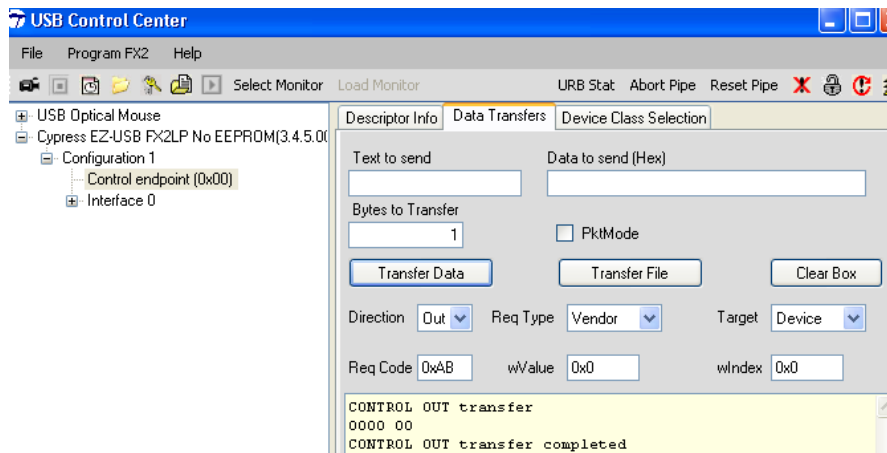 USB Control Center
File Program FX2 Help
Select Monitor Load Monitor URB Stat Abort Pipe Reset Pipe
USB Optical Mouse
Cypress EZ-USB FX2LP No EEPROM(3.4.5.0(
Configuration 1
Control endpoint (0x00)
Interface 0
Descriptor Info Data Transfers Device Class Selection
Text to send Data to send (Hex)
Bytes to Transfer
1 PktMode
Transfer Data Transfer File Clear Box
Direction Out Req Type Vendor Target Device
Req Code 0xAB wValue 0x0 wIndex 0x0
CONTROL OUT transfer
0000 00
CONTROL OUT transfer completed